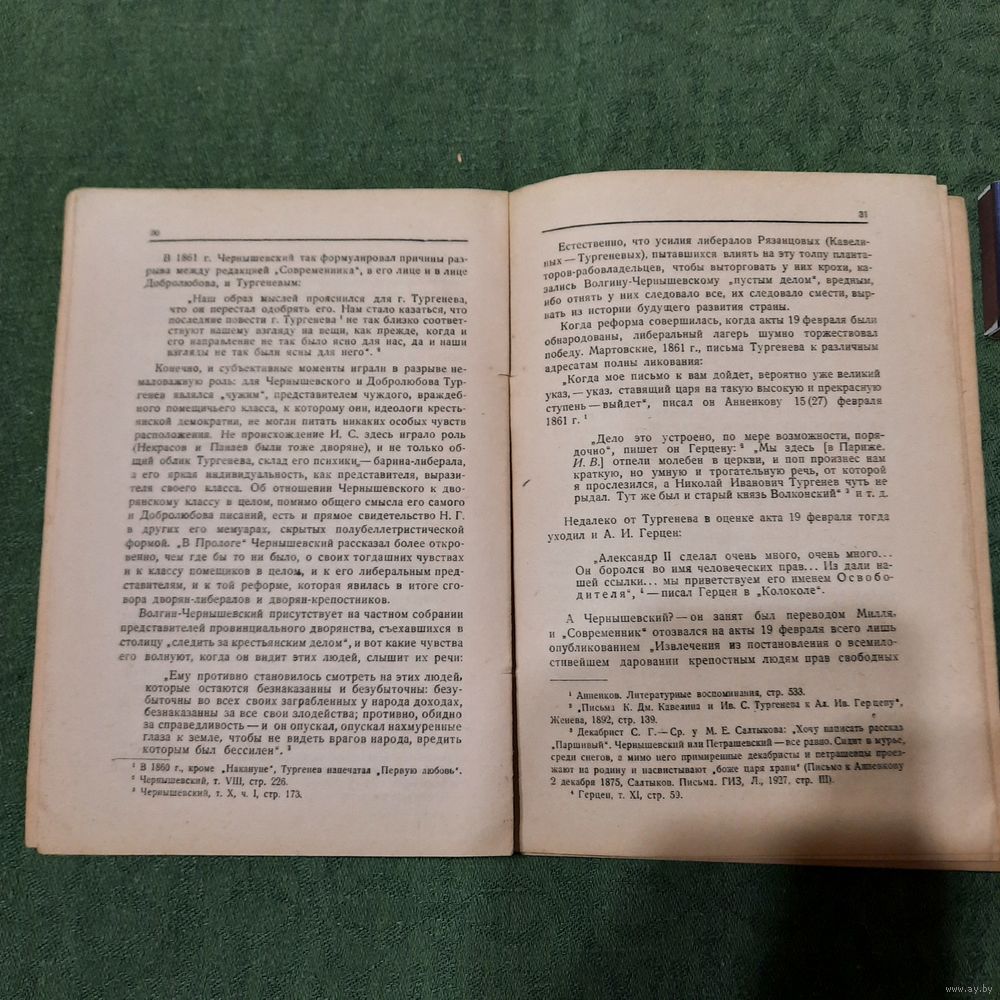 30
В 1861 г. Чернышевский так формулировал причины раз-
рыва между редакцией „Современника“, в его лице и в лице
Добролюбова, и Тургеневым:
„Наш образ мыслей прояснился для г. Тургенева,
что он перестал одобрять его. Нам стало казаться, что
последние повести г. Тургенева ¹ не так близко соответ-
ствуют нашему взгляду на вещи, как прежде, когда и
его направление не так было ясно для нас, да и наши
взгляды не так были ясны для него“. ²
Конечно, и субъективные моменты играли в разрыве не-
маловажную роль: для Чернышевского и Добролюбова Тур-
генев являлся „чужим“, представителем чуждого, враждеб-
ного помещичьего класса, к которому они, идеологи кресть-
янской демократии, не могли питать никаких особых чувств
расположения. Не происхождение И. С. здесь играло роль
(Некрасов и Панаев были тоже дворяне), и не только об-
щий облик Тургенева, склад его психики, — барина-либерала,
а его яркая индивидуальность, как представителя, вырази-
теля своего класса. Об отношении Чернышевского к дво-
рянскому классу в целом, помимо общего смысла его самого
и Добролюбова писаний, есть и прямое свидетельство Н. Г.
в других его мемуарах, скрытых полубеллетристической
формой. „В Прологе“ Чернышевский рассказал более откро-
венно, чем где бы то ни было, о своих тогдашних чувствах
и к классу помещиков в целом, и к его либеральным пред-
ставителям, и к той реформе, которая явилась в итоге сго-
вора дворян-либералов и дворян-крепостников.
Волгин-Чернышевский присутствует на частном собрании
представителей провинциального дворянства, съехавшихся в
столицу „следить за крестьянским делом“, и вот какие чувства
его волнуют, когда он видит этих людей, слышит их речи:
„Ему противно становилось смотреть на этих людей,
которые остаются безнаказанны и безубыточны: безу-
быточны во всех своих заграбленных у народа доходах,
безнаказанны за все свои злодейства; противно, обидно
за справедливость — и он опускал, опускал нахмуренные
глаза к земле, чтобы не видеть врагов народа, вредить
которым был бессилен“. ³
¹ В 1860 г., кроме „Накануне“, Тургенев напечатал „Первую любовь“.
² Чернышевский, т. VIII, стр. 226.
³ Чернышевский, т. X, ч. I, стр. 173.
31
Естественно, что усилия либералов Рязанцовых (Кавели-
ных — Тургеневых), пытавшихся влиять на эту толпу планта-
торов-рабовладельцев, чтобы выторговать у них крохи, ка-
зались Волгину-Чернышевскому „пустым делом“, вредным,
ибо отнять у них следовало все, их следовало смести, выр-
вать из истории будущего развития страны.
Когда реформа совершилась, когда акты 19 февраля были
обнародованы, либеральный лагерь шумно торжествовал
победу. Мартовские, 1861 г., письма Тургенева к различным
адресатам полны ликования:
„Когда мое письмо к вам дойдет, вероятно уже великий
указ, — указ, ставящий царя на такую высокую и прекрасную
ступень — выйдет“, писал он Анненкову 15 (27) февраля
1861 г. ¹
„Дело это устроено, по мере возможности, поря-
дочно“, пишет он Герцену: ² „Мы здесь [в Париже.
И. В.] отпели молебен в церкви, и поп произнес нам
краткую, но умную и трогательную речь, от которой
я прослезился, а Николай Иванович Тургенев чуть не
рыдал. Тут же был и старый князь Волконский“ ³ и т. д.
Недалеко от Тургенева в оценке акта 19 февраля тогда
уходил и А. И. Герцен:
„Александр II сделал очень много, очень много...
Он боролся во имя человеческих прав... Из дали на-
шей ссылки... мы приветствуем его именем Освобо-
дителя“, ⁴ — писал Герцен в „Колоколе“.
А Чернышевский? — он занят был переводом Милля,
и „Современник“ отозвался на акты 19 февраля всего лишь
опубликованием „Извлечения из постановления о всемило-
стивейшем даровании крепостным людям прав свободных
¹ Анненков. Литературные воспоминания, стр. 533.
² „Письма К. Дм. Кавелина и Ив. С. Тургенева к Ал. Ив. Герцену“,
Женева, 1892, стр. 139.
³ Декабрист С. Г. — Ср. у М. Е. Салтыкова: „Хочу написать рассказ
„Паршивый“. Чернышевский или Петрашевский — все равно. Сидит в мурье,
среди снегов, а мимо него примиренные декабристы и петрашевцы проез-
жают на родину и насвистывают „боже царя храни“ (Письмо к Анненкову
2 декабря 1875, Салтыков. Письма. ГИЗ, Л., 1927, стр. III).
⁴ Герцен, т. XI, стр. 59.
www.ay.by